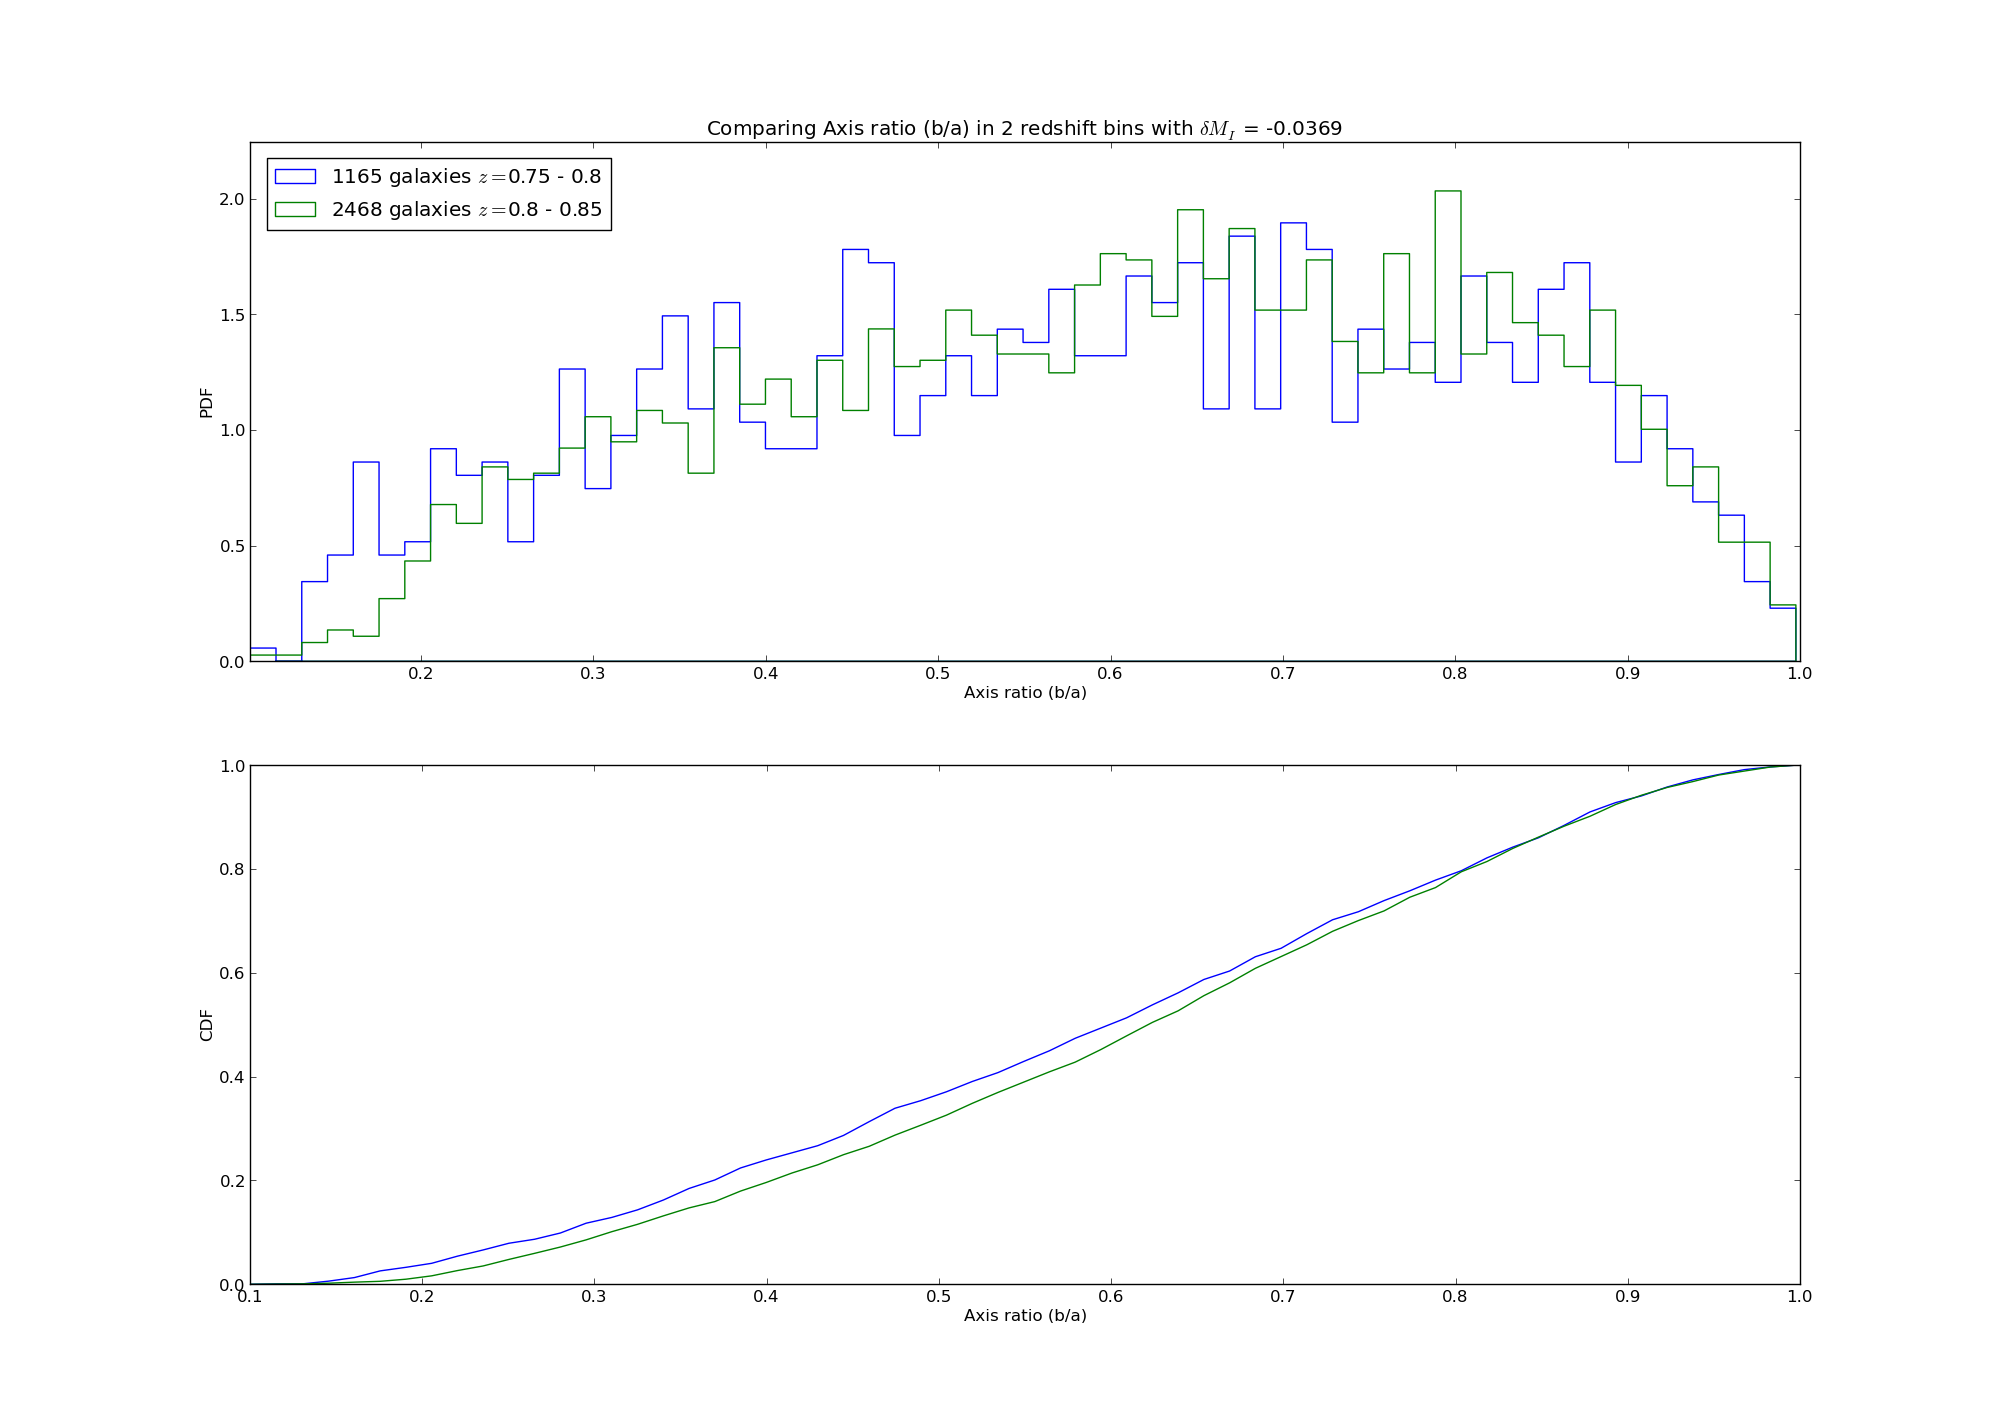 Comparing Axis ratio (b/a) in 2 redshift bins with δM_I = -0.0369
1165 galaxies z=0.75 - 0.8
2468 galaxies z=0.8 - 0.85
2.0
1.5
1.0
0.5
0.0
PDF
0.2 0.3 0.4 0.5 0.6 0.7 0.8 0.9 1.0
Axis ratio (b/a)
1.0
0.8
0.6
0.4
0.2
0.0
CDF
0.1 0.2 0.3 0.4 0.5 0.6 0.7 0.8 0.9 1.0
Axis ratio (b/a)